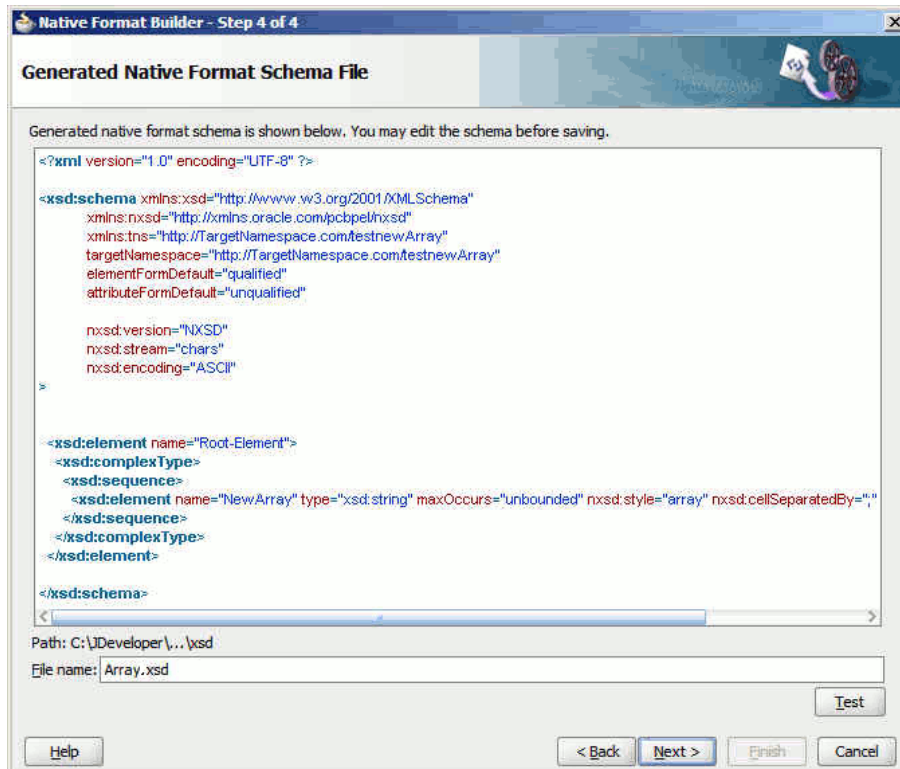 Native Format Builder - Step 4 of 4
Generated Native Format Schema File
Generated native format schema is shown below. You may edit the schema before saving.
<?xml version="1.0" encoding="UTF-8" ?>
<xsd:schema xmlns:xsd="http://www.w3.org/2001/XMLSchema"
xmlns:nxsd="http://xmlns.oracle.com/pcbpel/nxsd"
xmlns:tns="http://TargetNamespace.com/testnewArray"
targetNamespace="http://TargetNamespace.com/testnewArray"
elementFormDefault="qualified"
attributeFormDefault="unqualified"
nxsd:version="NXSD"
nxsd:stream="chars"
nxsd:encoding="ASCII"
>
<xsd:element name="Root-Element">
<xsd:complexType>
<xsd:sequence>
<xsd:element name="NewArray" type="xsd:string" maxOccurs="unbounded" nxsd:style="array" nxsd:cellSeparatedBy=";"
</xsd:sequence>
</xsd:complexType>
</xsd:element>
</xsd:schema>
Path: C:\JDeveloper\...\xsd
File name: Array.xsd
Test
Help < Back Next > Finish Cancel